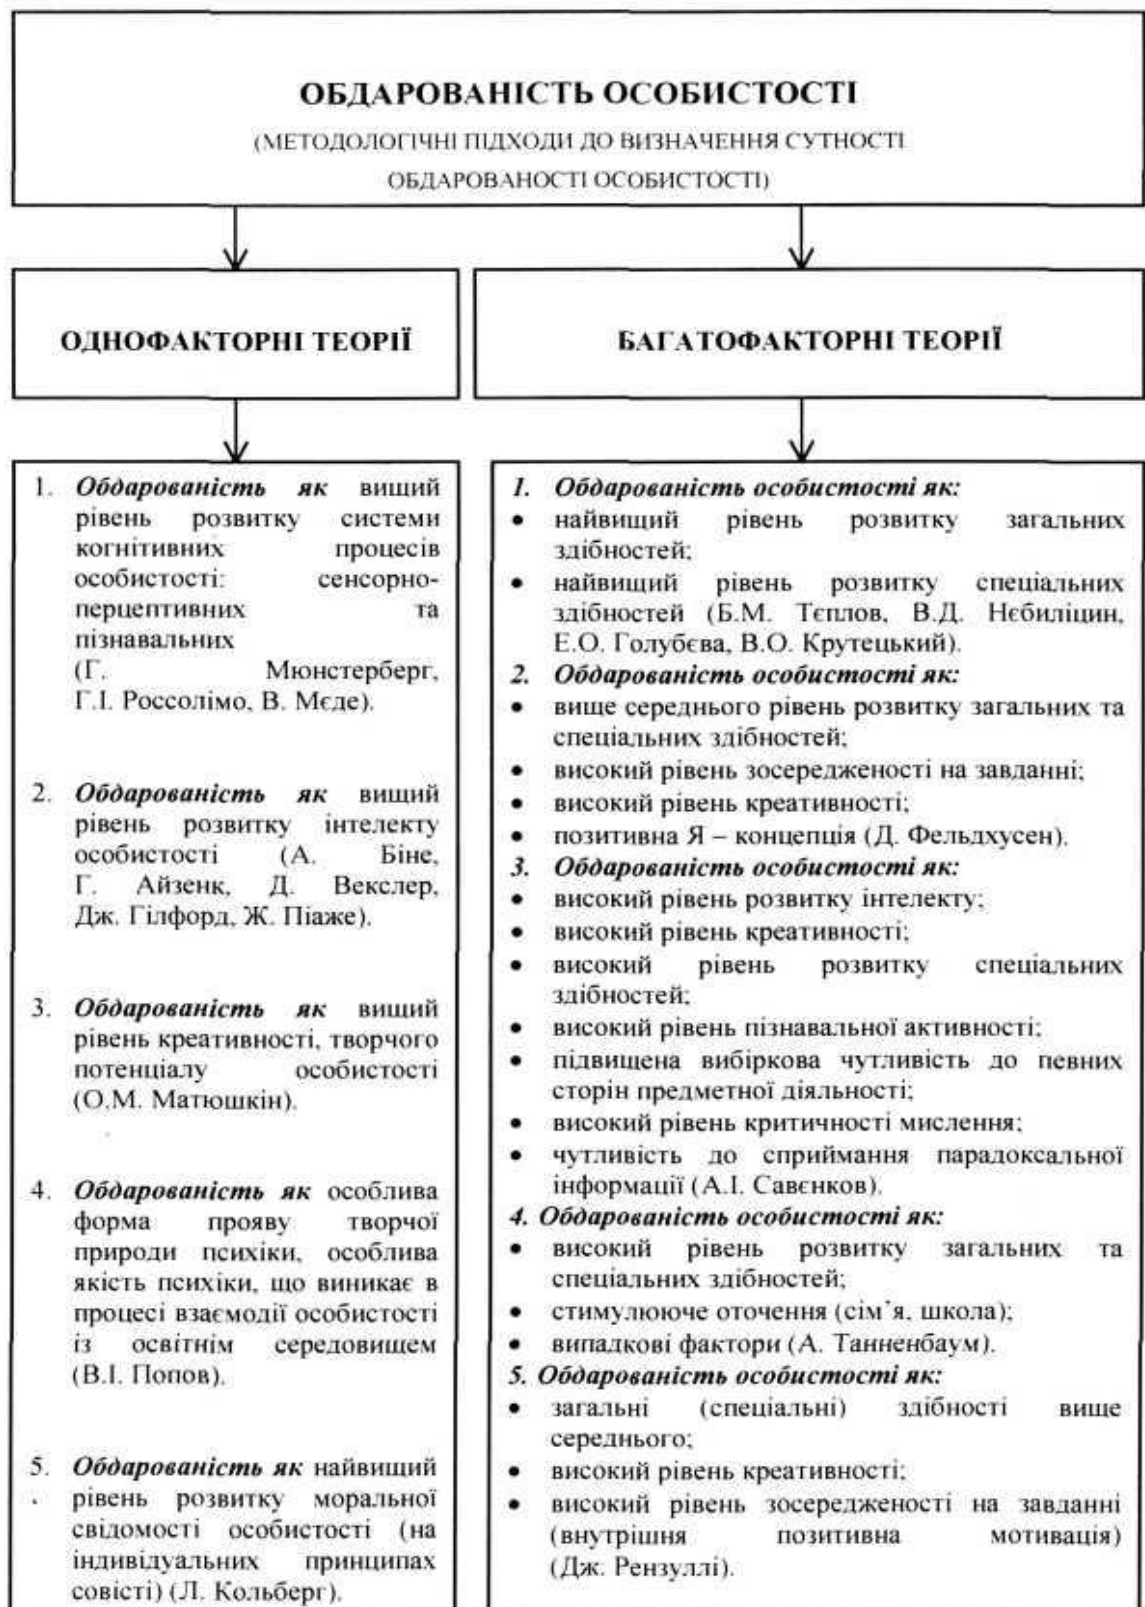 ОБДАРОВАНІСТЬ ОСОБИСТОСТІ
(МЕТОДОЛОГІЧНІ ПІДХОДИ ДО ВИЗНАЧЕННЯ СУТНОСТІ
ОБДАРОВАНОСТІ ОСОБИСТОСТІ)
ОДНОФАКТОРНІ ТЕОРІЇ
1. Обдарованість як вищий
рівень розвитку системи
когнітивних процесів
особистості: сенсорно-
перцептивних та
пізнавальних
(Г. Мюнстерберг,
Г.І. Россолімо, В. Мєде).
2. Обдарованість як вищий
рівень розвитку інтелекту
особистості (А. Біне,
Г. Айзенк, Д. Векслер,
Дж. Гілфорд, Ж. Піаже).
3. Обдарованість як вищий
рівень креативності, творчого
потенціалу особистості
(О.М. Матюшкін).
4. Обдарованість як особлива
форма прояву творчої
природи психіки, особлива
якість психіки, що виникає в
процесі взаємодії особистості
із освітнім середовищем
(В.І. Попов).
5. Обдарованість як найвищий
рівень розвитку моральної
свідомості особистості (на
індивідуальних принципах
совісті) (Л. Кольберг).
БАГАТОФАКТОРНІ ТЕОРІЇ
1. Обдарованість особистості як:
• найвищий рівень розвитку загальних
здібностей;
• найвищий рівень розвитку спеціальних
здібностей (Б.М. Тєплов, В.Д. Нєбиліцин,
Е.О. Голубєва, В.О. Крутецький).
2. Обдарованість особистості як:
• вище середнього рівень розвитку загальних та
спеціальних здібностей;
• високий рівень зосередженості на завданні;
• високий рівень креативності;
• позитивна Я – концепція (Д. Фельдхусен).
3. Обдарованість особистості як:
• високий рівень розвитку інтелекту;
• високий рівень креативності;
• високий рівень розвитку спеціальних
здібностей;
• високий рівень пізнавальної активності;
• підвищена вибіркова чутливість до певних
сторін предметної діяльності;
• високий рівень критичності мислення;
• чутливість до сприймання парадоксальної
інформації (А.І. Савєнков).
4. Обдарованість особистості як:
• високий рівень розвитку загальних та
спеціальних здібностей;
• стимулююче оточення (сім’я, школа);
• випадкові фактори (А. Танненбаум).
5. Обдарованість особистості як:
• загальні (спеціальні) здібності вище
середнього;
• високий рівень креативності;
• високий рівень зосередженості на завданні
(внутрішня позитивна мотивація)
(Дж. Рензуллі).